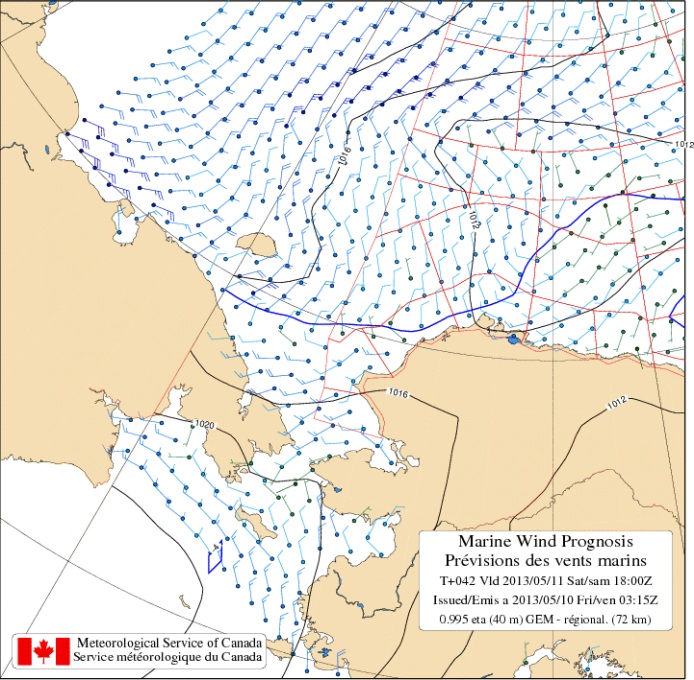 1016
1012
1012
1016
1012
1020
Marine Wind Prognosis
Prévisions des vents marins
T+042 Vld 2013/05/11 Sat/sam 18:00Z
Issued/Emis a 2013/05/10 Fri/ven 03:15Z
0.995 eta (40 m) GEM - régional. (72 km)
Meteorological Service of Canada
Service météorologique du Canada